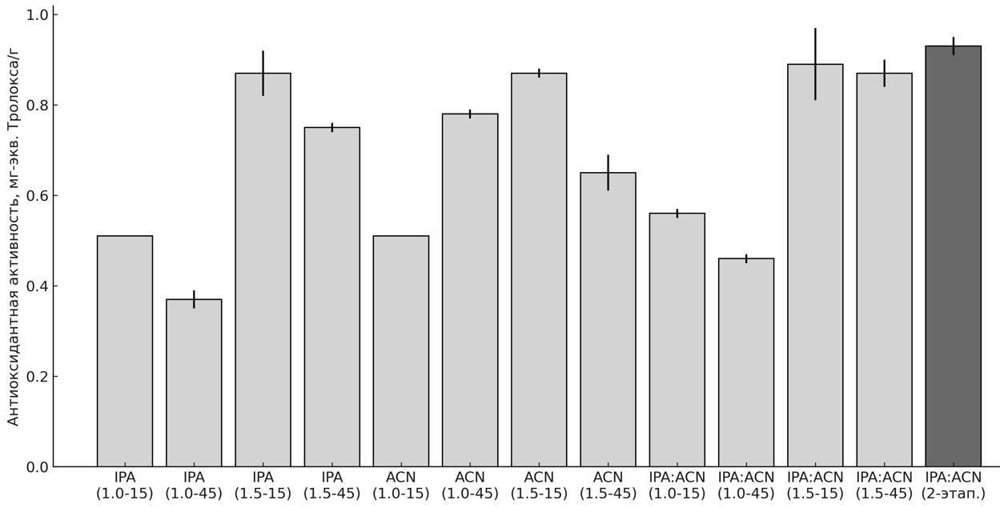 Антиоксидантная активность, мг-экв. Тролокса/г
1.0
0.8
0.6
0.4
0.2
0.0
IPA IPA IPA IPA ACN ACN ACN ACN IPA:ACN IPA:ACN IPA:ACN IPA:ACN IPA:ACN
(1.0-15) (1.0-45) (1.5-15) (1.5-45) (1.0-15) (1.0-45) (1.5-15) (1.5-45) (1.0-15) (1.0-45) (1.5-15) (1.5-45) (2-этап.)